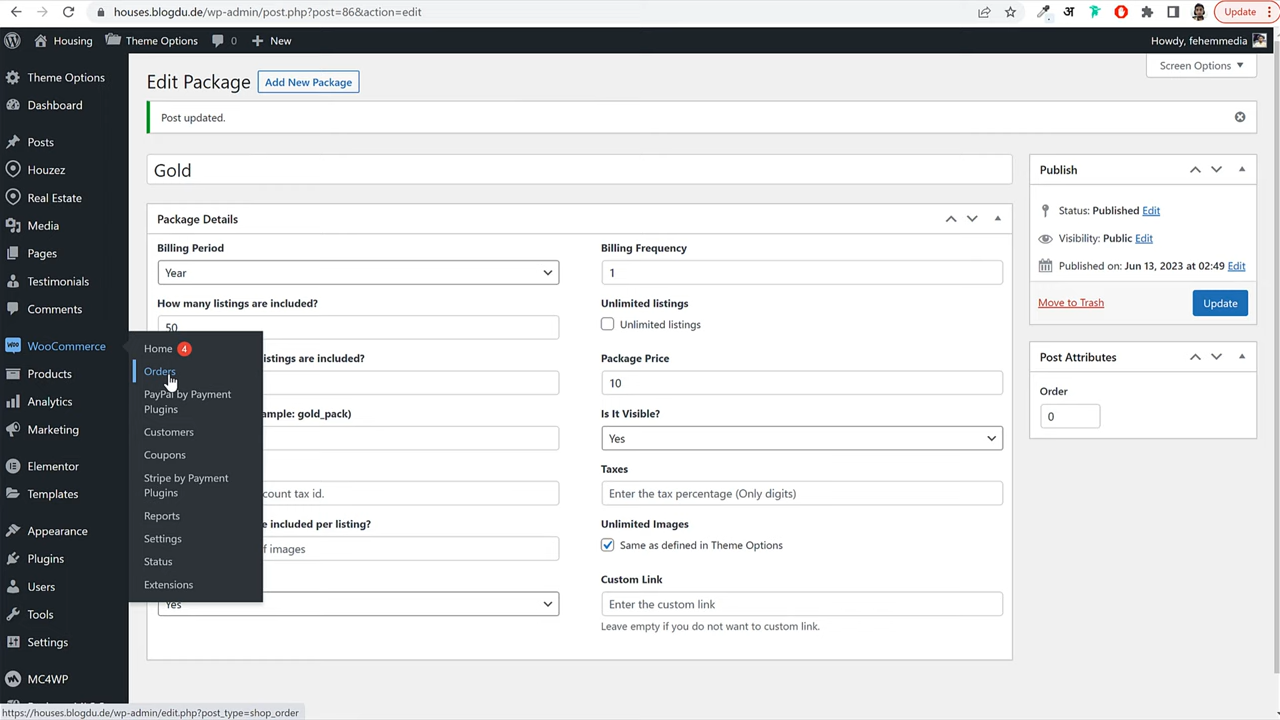 houses.blogdu.de/wp-admin/post.php?post=86&action=edit
अ
Update
Housing
Theme Options
0
New
Howdy, fehemmedia
Screen Options
Theme Options
Dashboard
Posts
Houzez
Real Estate
Media
Pages
Testimonials
Comments
WooCommerce
Products
Analytics
Marketing
Elementor
Templates
Appearance
Plugins
Users
Tools
Settings
MC4WP
Home 4
Orders
PayPal by Payment
Plugins
Customers
Coupons
Stripe by Payment
Plugins
Reports
Settings
Status
Extensions
Edit Package
Add New Package
Post updated.
Gold
Package Details
Billing Period
Year
How many listings are included?
50
listings are included?
ample: gold_pack)
count tax id.
e included per listing?
f images
Yes
Billing Frequency
1
Unlimited listings
Unlimited listings
Package Price
10
Is It Visible?
Yes
Taxes
Enter the tax percentage (Only digits)
Unlimited Images
Same as defined in Theme Options
Custom Link
Enter the custom link
Leave empty if you do not want to custom link.
Publish
Status: Published Edit
Visibility: Public Edit
Published on: Jun 13, 2023 at 02:49 Edit
Move to Trash
Update
Post Attributes
Order
0
https://houses.blogdu.de/wp-admin/edit.php?post_type=shop_order